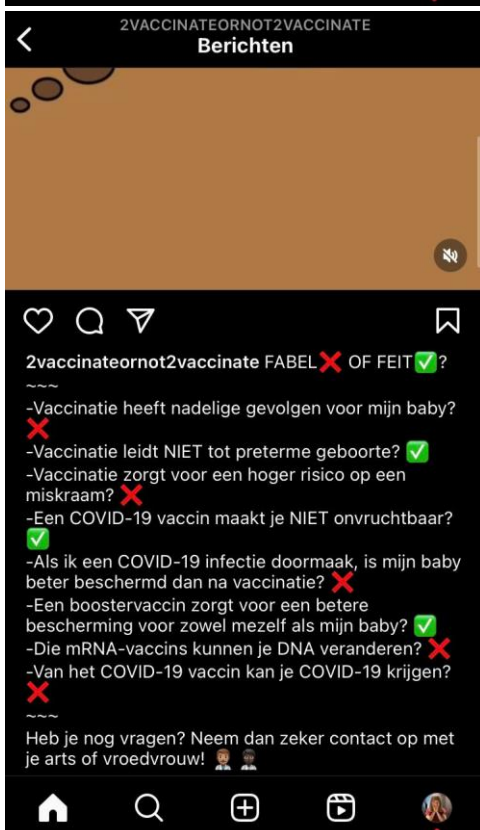 2VACCINATEORNOT2VACCINATE
Berichten
2vaccinateornot2vaccinate FABEL❌ OF FEIT✅?
~~~
-Vaccinatie heeft nadelige gevolgen voor mijn baby?
❌
-Vaccinatie leidt NIET tot preterme geboorte? ✅
-Vaccinatie zorgt voor een hoger risico op een
miskraam? ❌
-Een COVID-19 vaccin maakt je NIET onvruchtbaar?
✅
-Als ik een COVID-19 infectie doormaak, is mijn baby
beter beschermd dan na vaccinatie? ❌
-Een boostervaccin zorgt voor een betere
bescherming voor zowel mezelf als mijn baby? ✅
-Die mRNA-vaccins kunnen je DNA veranderen? ❌
-Van het COVID-19 vaccin kan je COVID-19 krijgen?
❌
~~~
Heb je nog vragen? Neem dan zeker contact op met
je arts of vroedvrouw!